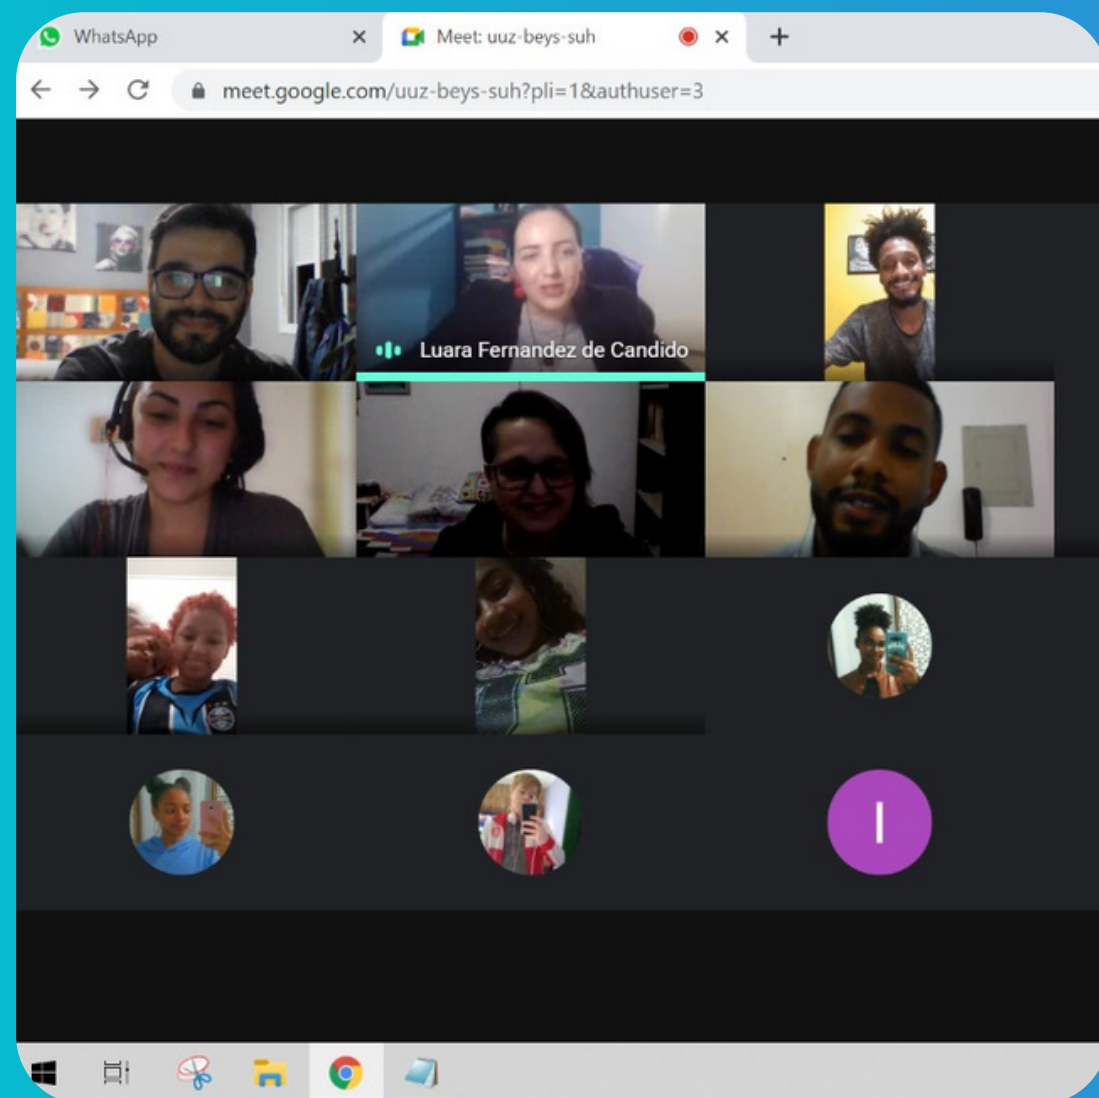 WhatsApp
Meet: uuz-beys-suh
meet.google.com/uuz-beys-suh?pli=1&authuser=3
Luara Fernandez de Candido
I